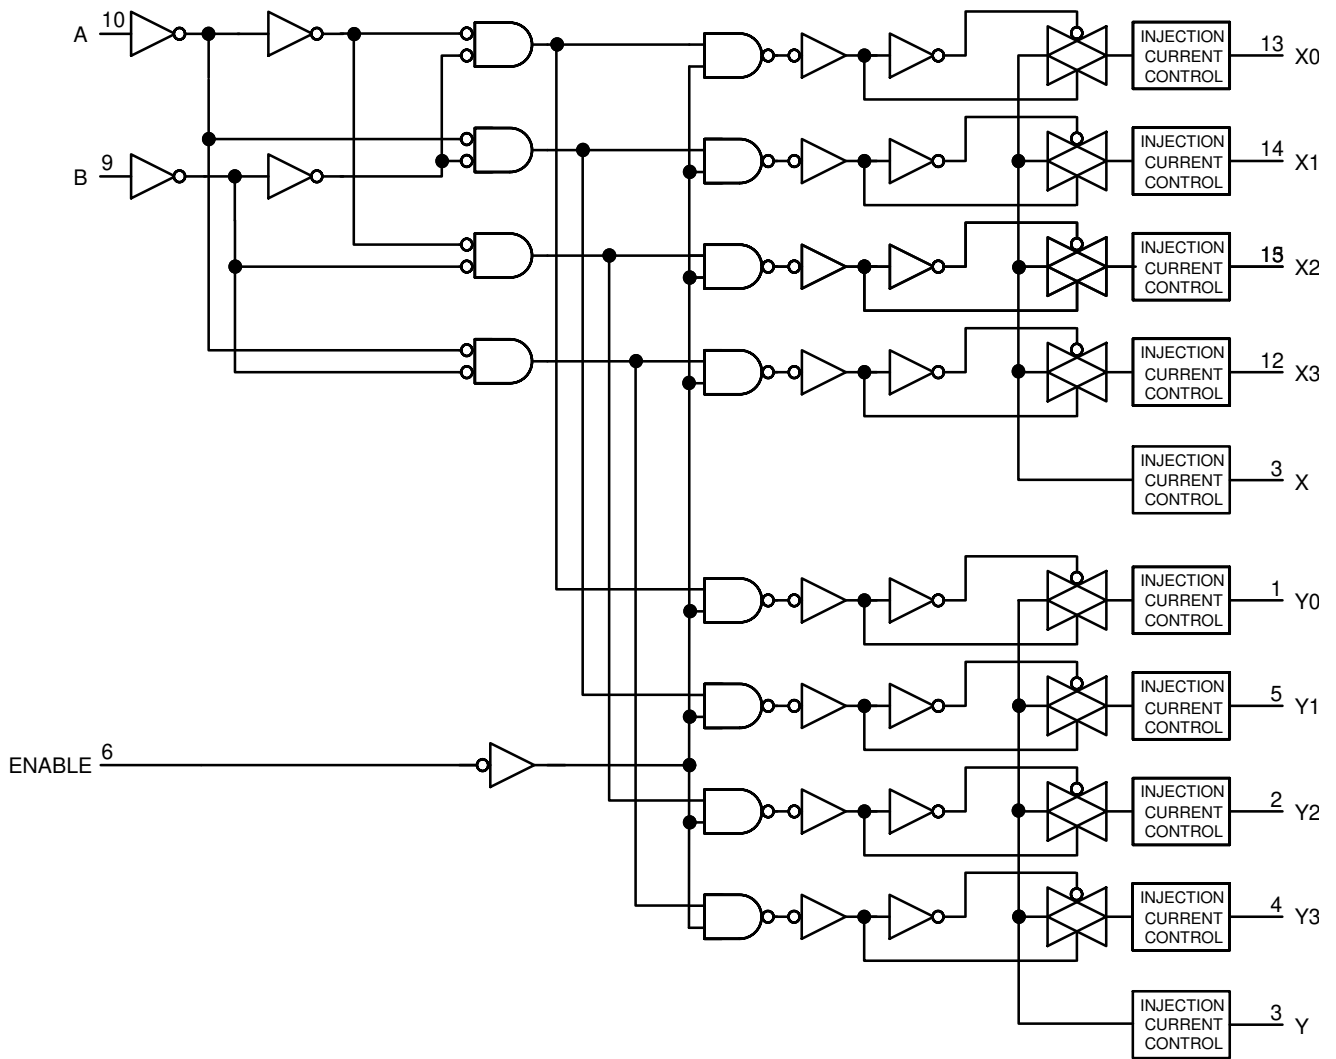 A 10
INJECTION
CURRENT
CONTROL
13 X0
B 9
INJECTION
CURRENT
CONTROL
14 X1
INJECTION
CURRENT
CONTROL
X2
INJECTION
CURRENT
CONTROL
12 X3
INJECTION
CURRENT
CONTROL
3 X
INJECTION
CURRENT
CONTROL
1 Y0
INJECTION
CURRENT
CONTROL
5 Y1
ENABLE 6
INJECTION
CURRENT
CONTROL
2 Y2
INJECTION
CURRENT
CONTROL
4 Y3
INJECTION
CURRENT
CONTROL
3 Y